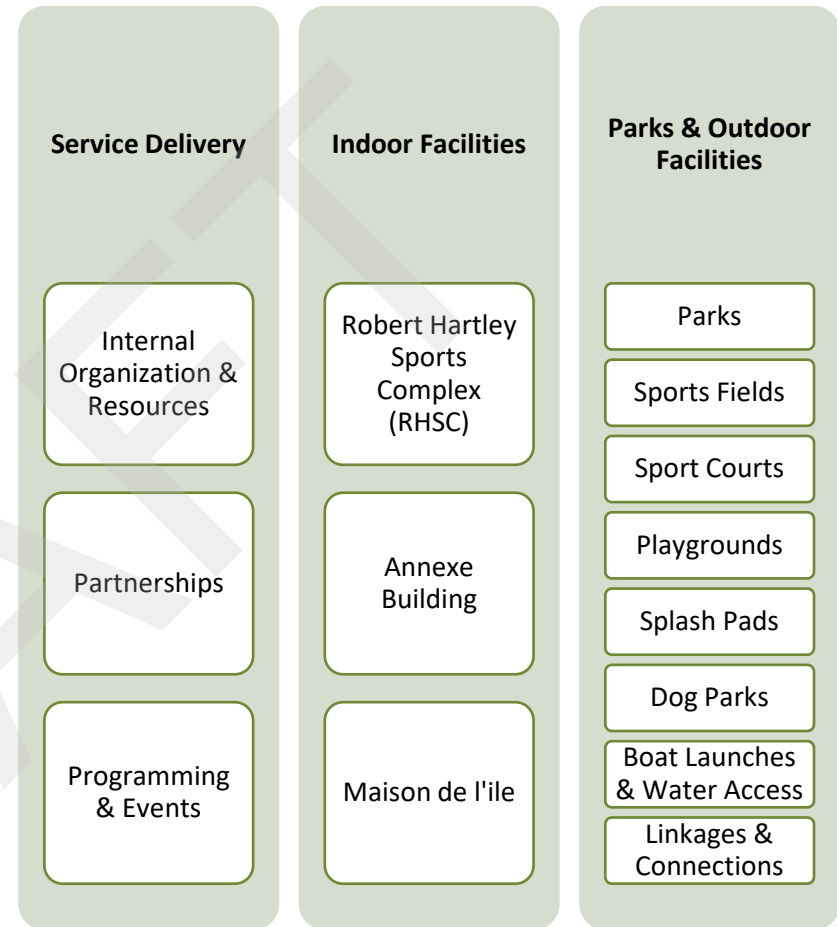 Service Delivery
Internal
Organization &
Resources
Partnerships
Programming
& Events
Indoor Facilities
Robert Hartley
Sports
Complex
(RHSC)
Annexe
Building
Maison de l'ile
Parks & Outdoor
Facilities
Parks
Sports Fields
Sport Courts
Playgrounds
Splash Pads
Dog Parks
Boat Launches
& Water Access
Linkages &
Connections